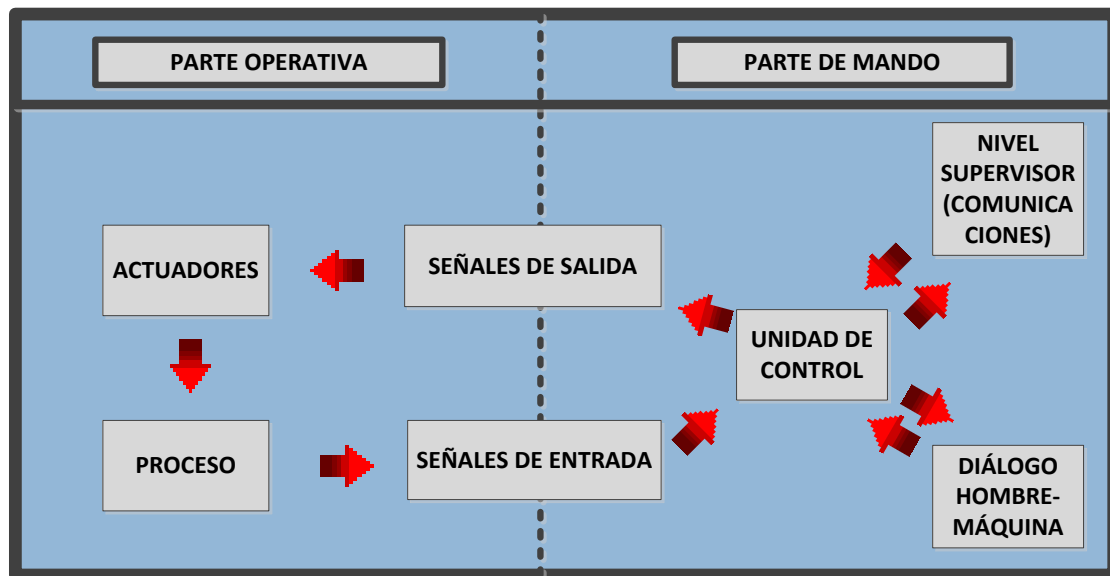 PARTE OPERATIVA
PARTE DE MANDO
NIVEL
SUPERVISOR
(COMUNICA
CIONES)
ACTUADORES
SEÑALES DE SALIDA
UNIDAD DE
CONTROL
PROCESO
SEÑALES DE ENTRADA
DIÁLOGO
HOMBRE-
MÁQUINA